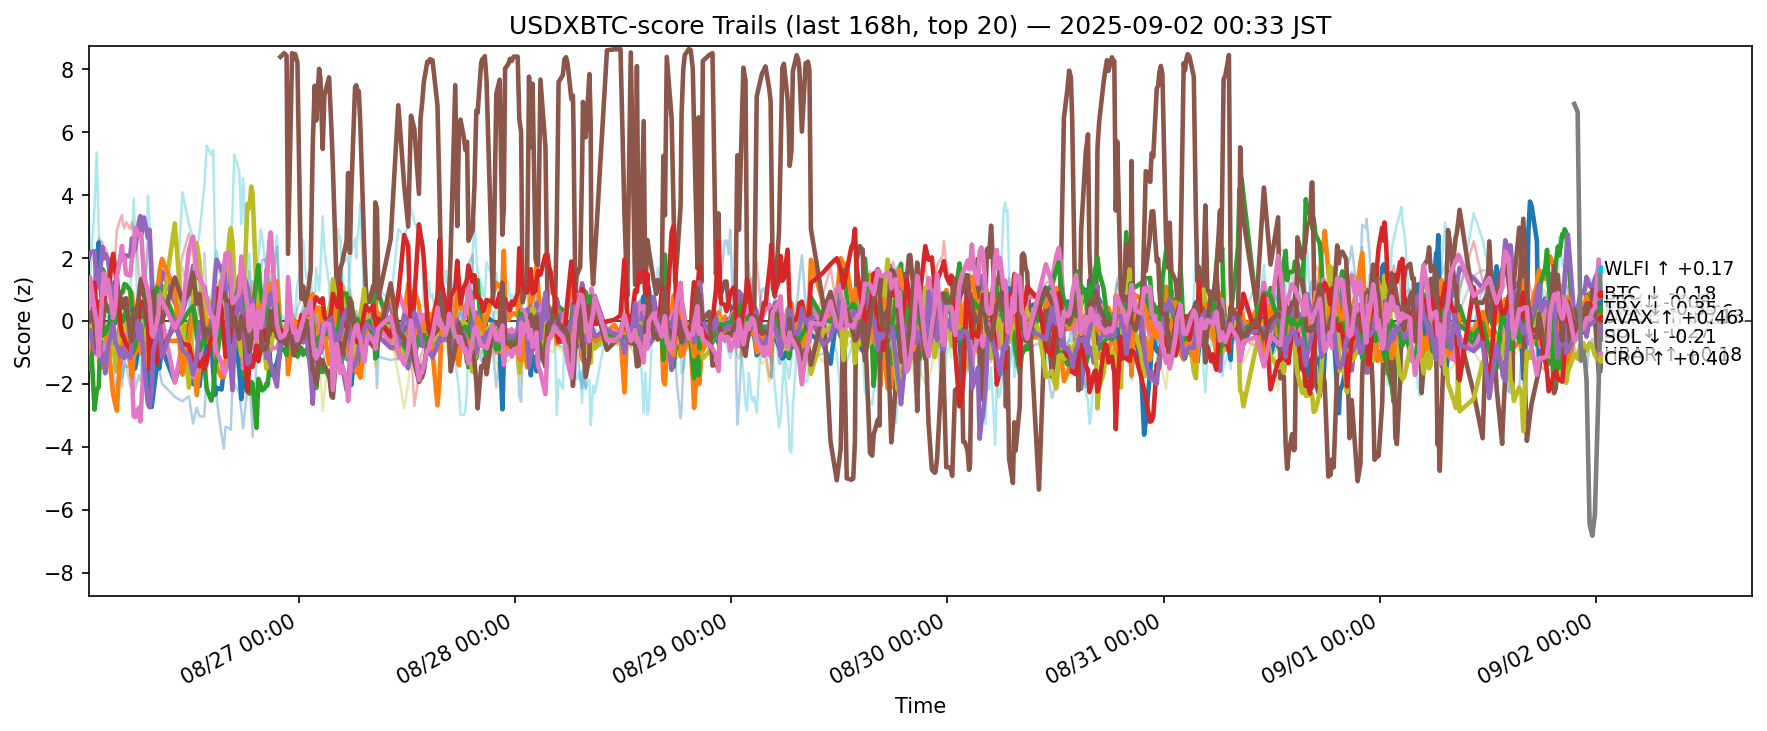 USDXBTC-score Trails (last 168h, top 20) — 2025-09-02 00:33 JST
Score (z)
8
6
4
2
0
−2
−4
−6
−8
WLFI ↑ +0.17
BTC ↓ -0.18
AVAX ↑ +0.46
SOL ↓ -0.21
CRO ↑ +0.40
08/27 00:00
08/28 00:00
08/29 00:00
08/30 00:00
08/31 00:00
09/01 00:00
09/02 00:00
Time